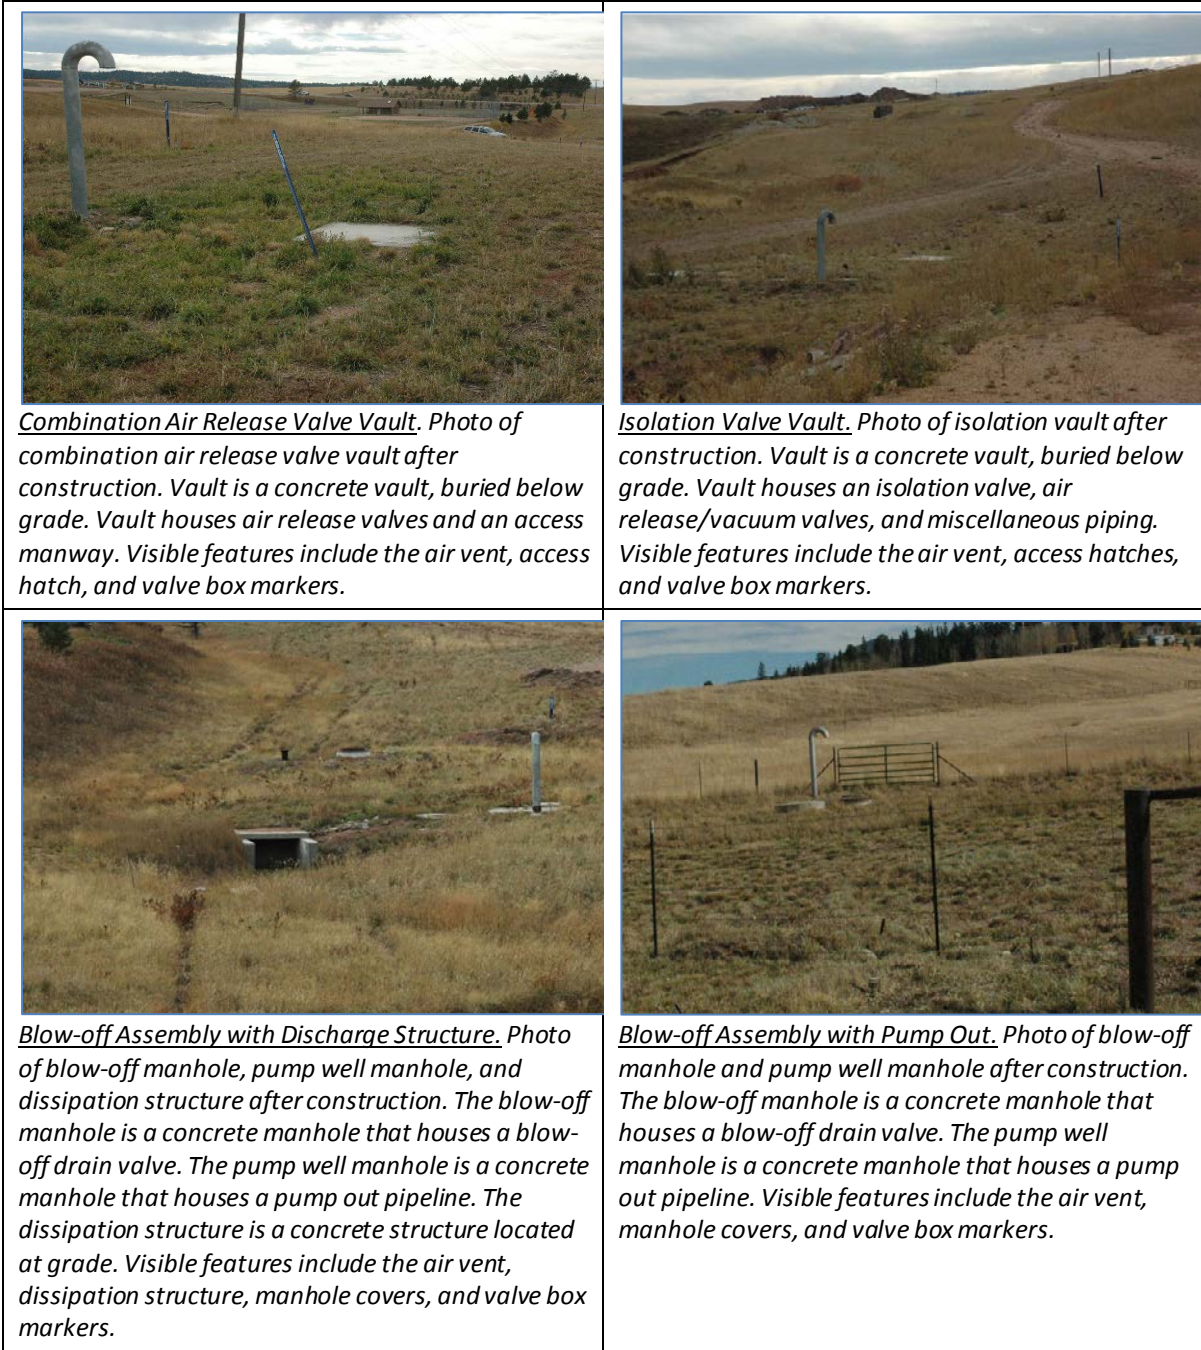 Combination Air Release Valve Vault. Photo of
combination air release valve vault after
construction. Vault is a concrete vault, buried below
grade. Vault houses air release valves and an access
manway. Visible features include the air vent, access
hatch, and valve box markers.
Isolation Valve Vault. Photo of isolation vault after
construction. Vault is a concrete vault, buried below
grade. Vault houses an isolation valve, air
release/vacuum valves, and miscellaneous piping.
Visible features include the air vent, access hatches,
and valve box markers.
Blow-off Assembly with Discharge Structure. Photo
of blow-off manhole, pump well manhole, and
dissipation structure after construction. The blow-off
manhole is a concrete manhole that houses a blow-
off drain valve. The pump well manhole is a concrete
manhole that houses a pump out pipeline. The
dissipation structure is a concrete structure located
at grade. Visible features include the air vent,
dissipation structure, manhole covers, and valve box
markers.
Blow-off Assembly with Pump Out. Photo of blow-off
manhole and pump well manhole after construction.
The blow-off manhole is a concrete manhole that
houses a blow-off drain valve. The pump well
manhole is a concrete manhole that houses a pump
out pipeline. Visible features include the air vent,
manhole covers, and valve box markers.